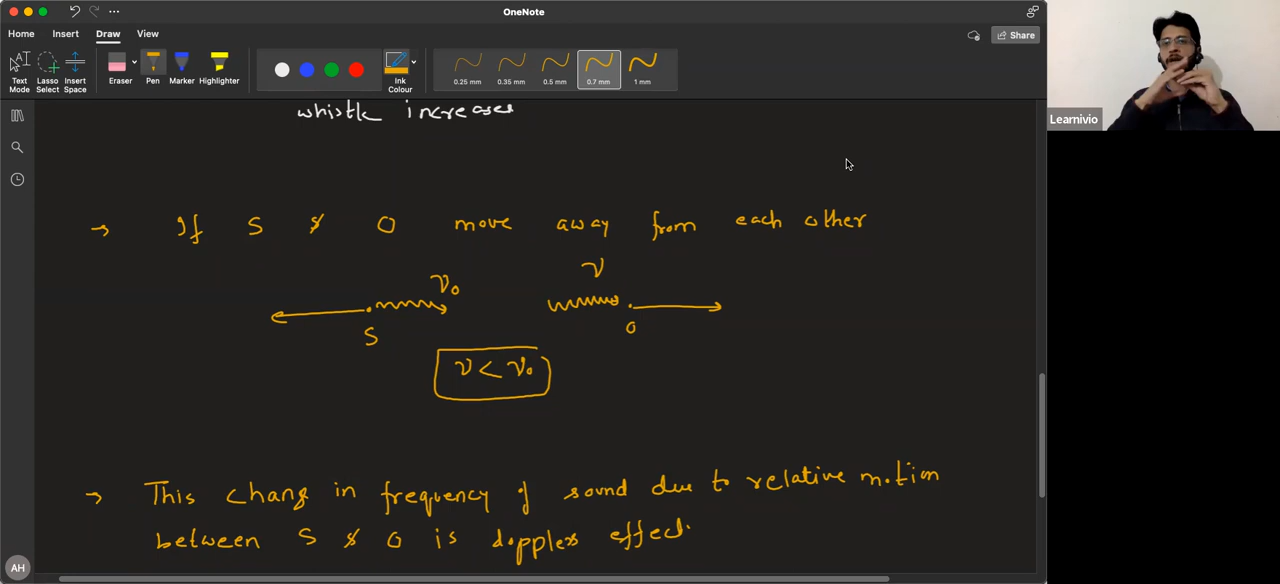 OneNote
Home Insert Draw View
Share
Text Mode
Lasso Select
Insert Space
Eraser
Pen
Marker
Highlighter
Ink Colour
0.25 mm
0.35 mm
0.5 mm
0.7 mm
1 mm
Learnivio
whistle increases
→ If S & O move away from each other
ν₀ ν
S O
ν < ν₀
→ This chang in frequency of sound due to relative motion
between S & O is dopplers effect.
AH